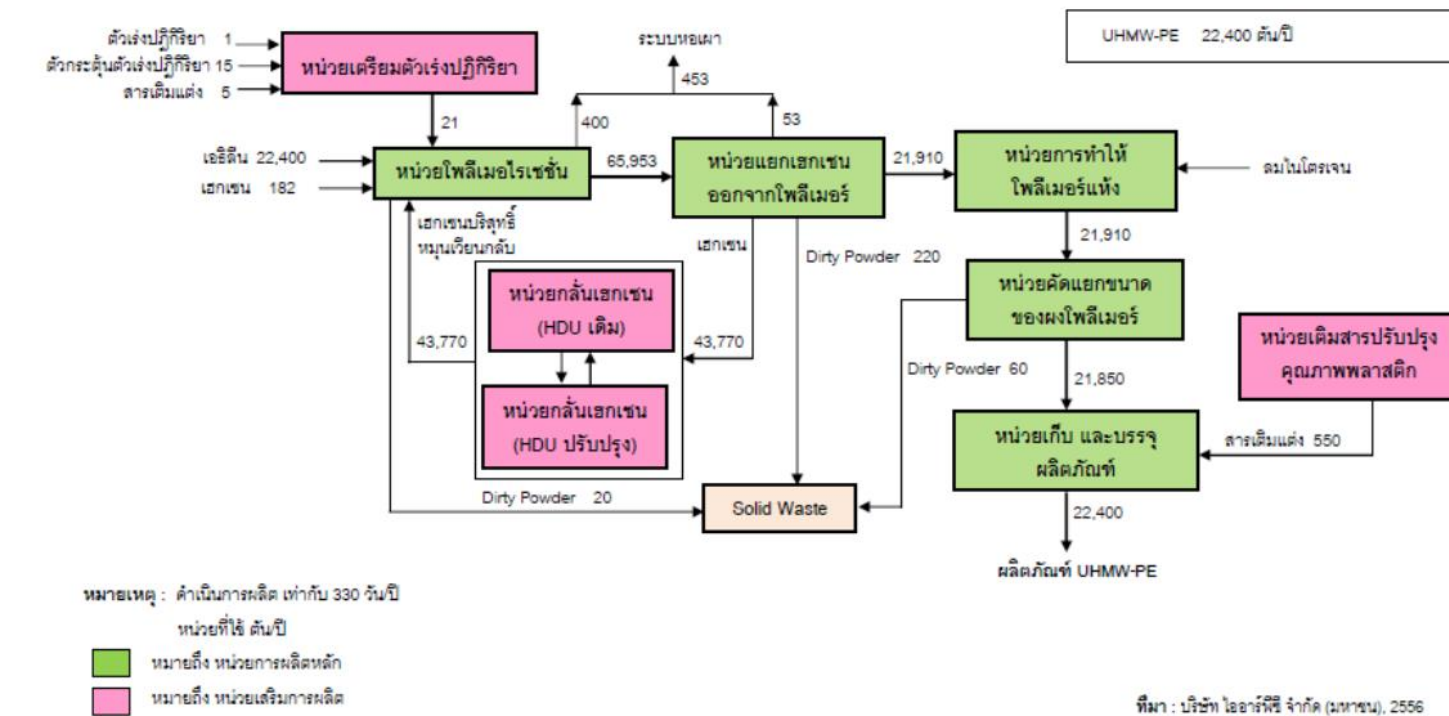 ตัวเร่งปฏิกิริยา 1
ตัวกระตุ้นตัวเร่งปฏิกิริยา 15
สารเติมแต่ง 5
หน่วยเตรียมตัวเร่งปฏิกิริยา
21
ระบบหอเผา
453
400
53
UHMW-PE 22,400 ตัน/ปี
เอธิลีน 22,400
เฮกเซน 182
หน่วยโพลีเมอไรเซชั่น
65,953
หน่วยแยกเฮกเซน
ออกจากโพลีเมอร์
21,910
หน่วยการทำให้
โพลีเมอร์แห้ง
ลมไนโตรเจน
เฮกเซนบริสุทธิ์
หมุนเวียนกลับ
เฮกเซน
Dirty Powder 220
21,910
หน่วยคัดแยกขนาด
ของผงโพลีเมอร์
หน่วยกลั่นเฮกเซน
(HDU เดิม)
43,770
43,770
หน่วยกลั่นเฮกเซน
(HDU ปรับปรุง)
Dirty Powder 60
21,850
หน่วยเติมสารปรับปรุง
คุณภาพพลาสติก
หน่วยเก็บ และบรรจุ
ผลิตภัณฑ์
สารเติมแต่ง 550
Dirty Powder 20
Solid Waste
22,400
ผลิตภัณฑ์ UHMW-PE
หมายเหตุ : ดำเนินการผลิต เท่ากับ 330 วัน/ปี
หน่วยที่ใช้ ตัน/ปี
หมายถึง หน่วยการผลิตหลัก
หมายถึง หน่วยเสริมการผลิต
ที่มา : บริษัท ไออาร์พีซี จำกัด (มหาชน), 2556